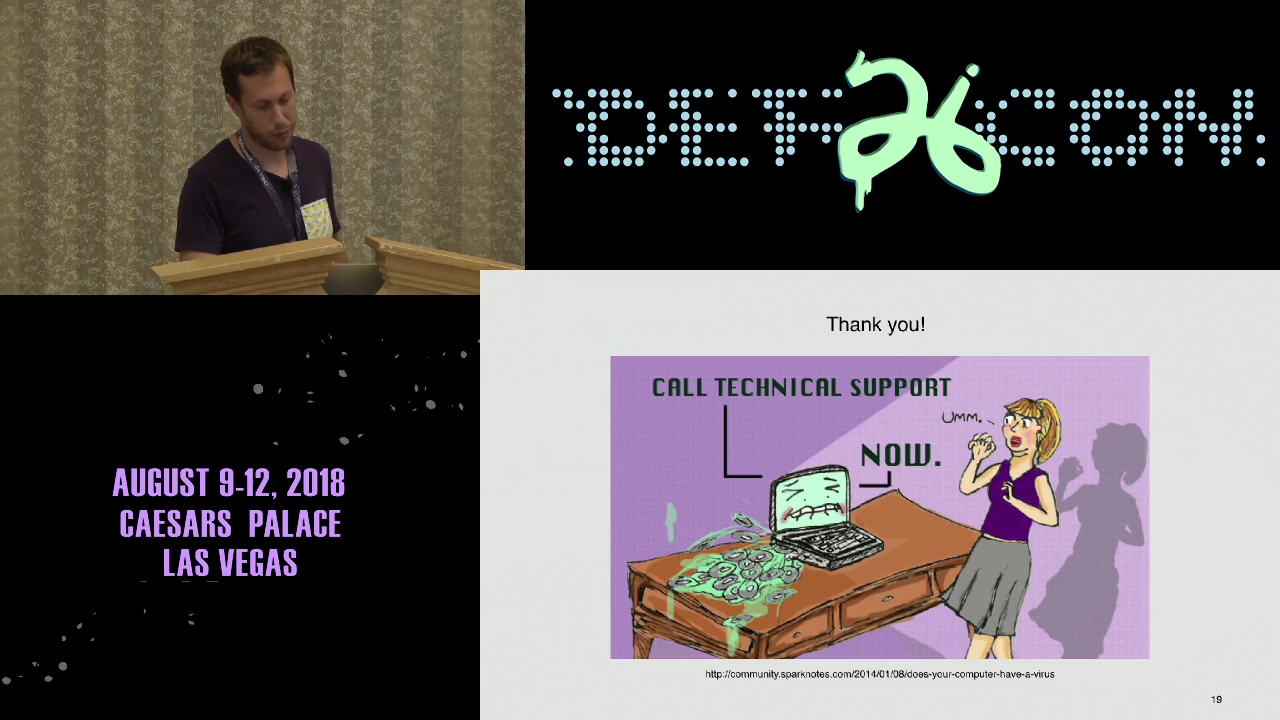 DEF 26 CON
Thank you!
CALL TECHNICAL SUPPORT
UMM.
NOW.
AUGUST 9-12, 2018
CAESARS PALACE
LAS VEGAS
http://community.sparknotes.com/2014/01/08/does-your-computer-have-a-virus
19